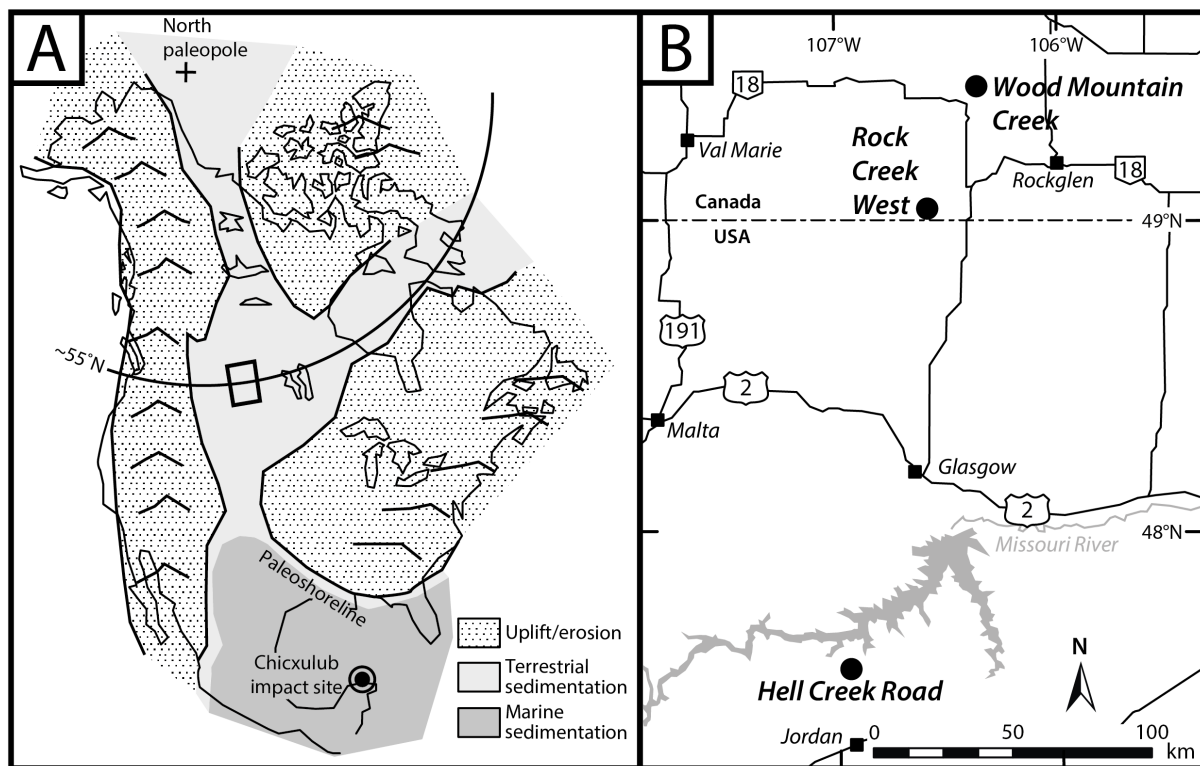 A
North
paleopole
~55°N
N
Paleoshoreline
Chicxulub
impact site
Uplift/erosion
Terrestrial
sedimentation
Marine
sedimentation
B
107°W
106°W
18
Wood Mountain
Creek
Val Marie
Rock
Creek
West
Rockglen
18
Canada
USA
49°N
191
2
Malta
Glasgow
2
Missouri River
48°N
N
Hell Creek Road
Jordan
0 50 100
km